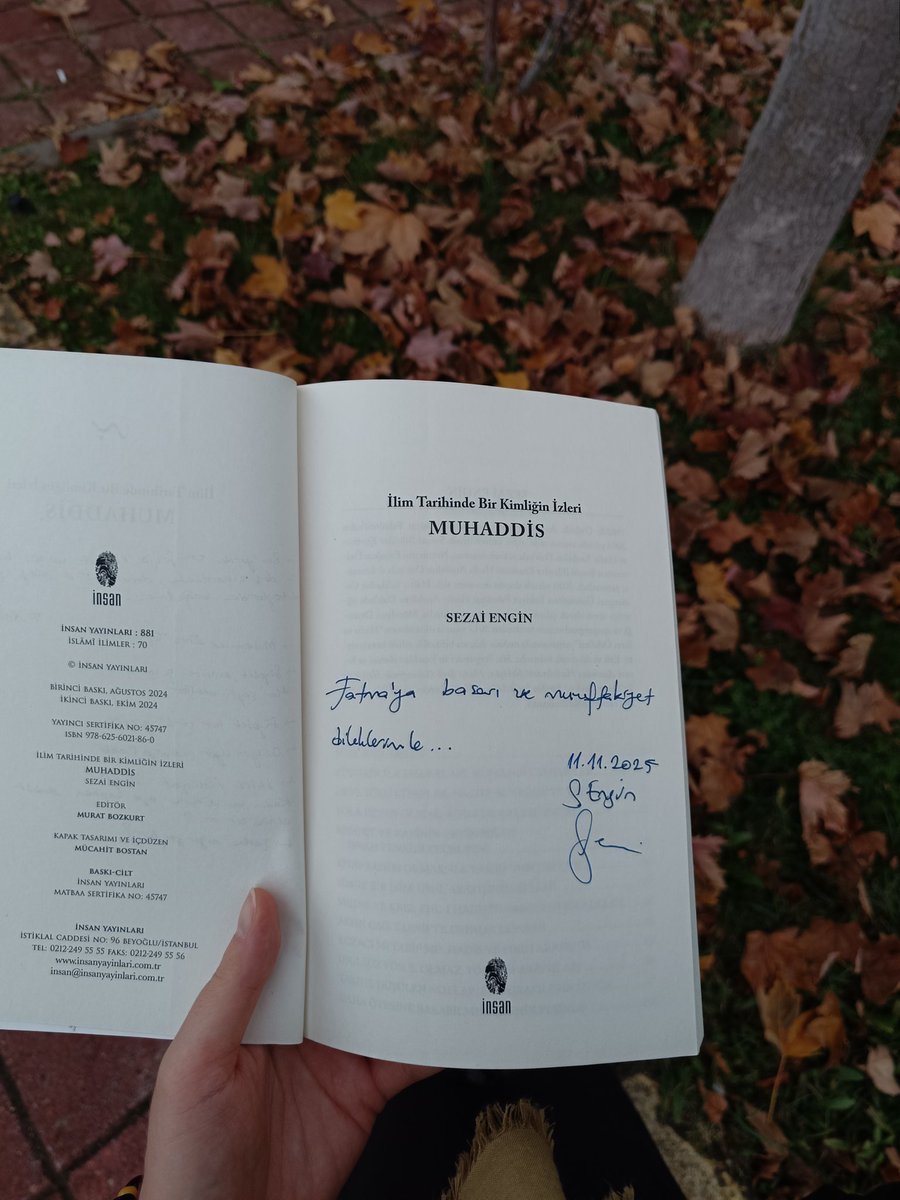 insan
İNSAN YAYINLARI : 881
İSLÂMÎ İLİMLER : 70
© İNSAN YAYINLARI
BİRİNCİ BASKI, AĞUSTOS 2024
İKİNCİ BASKI, EKİM 2024
YAYINCI SERTİFİKA NO: 45747
ISBN 978-625-6021-86-0
İLİM TARİHİNDE BİR KİMLİĞİN İZLERİ
MUHADDİS
SEZAİ ENGİN
EDİTÖR
MURAT BOZKURT
KAPAK TASARIMI VE İÇDÜZEN
MÜCAHİT BOSTAN
BASKI-CİLT
İNSAN YAYINLARI
MATBAA SERTİFİKA NO: 45747
İNSAN YAYINLARI
İSTİKLAL CADDESİ NO: 96 BEYOĞLU/İSTANBUL
TEL: 0212-249 55 55 FAKS: 0212-249 55 56
www.insanyayinlari.com.tr
insan@insanyayinlari.com.tr
İlim Tarihinde Bir Kimliğin İzleri
MUHADDİS
SEZAİ ENGİN
Fatma'ya başarı ve muvaffakiyet
dileklerimle...
11.11.2025
S Engin
insan